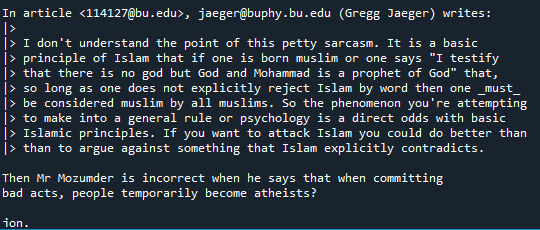 In article <114127@bu.edu>, jaeger@buphy.bu.edu (Gregg Jaeger) writes:
|>
|> I don't understand the point of this petty sarcasm. It is a basic
|> principle of Islam that if one is born muslim or one says "I testify
|> that there is no god but God and Mohammad is a prophet of God" that,
|> so long as one does not explicitly reject Islam by word then one _must_
|> be considered muslim by all muslims. So the phenomenon you're attempting
|> to make into a general rule or psychology is a direct odds with basic
|> Islamic principles. If you want to attack Islam you could do better than
|> than to argue against something that Islam explicitly contradicts.
Then Mr Mozumder is incorrect when he says that when committing
bad acts, people temporarily become atheists?
ion.